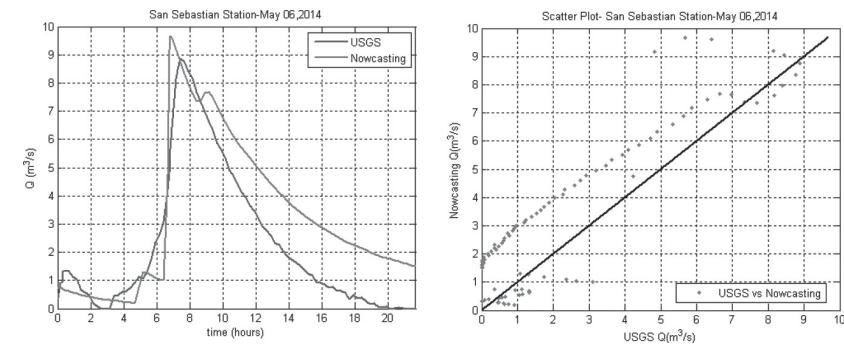 San Sebastian Station-May 06,2014
10
9
8
7
6
5
4
3
2
1
0
Q (m³/s)
USGS
Nowcasting
0 2 4 6 8 10 12 14 16 18 20
time (hours)
Scatter Plot- San Sebastian Station-May 06,2014
10
9
8
7
6
5
4
3
2
1
0
Nowcasting Q(m³/s)
USGS vs Nowcasting
0 1 2 3 4 5 6 7 8 9 10
USGS Q(m³/s)